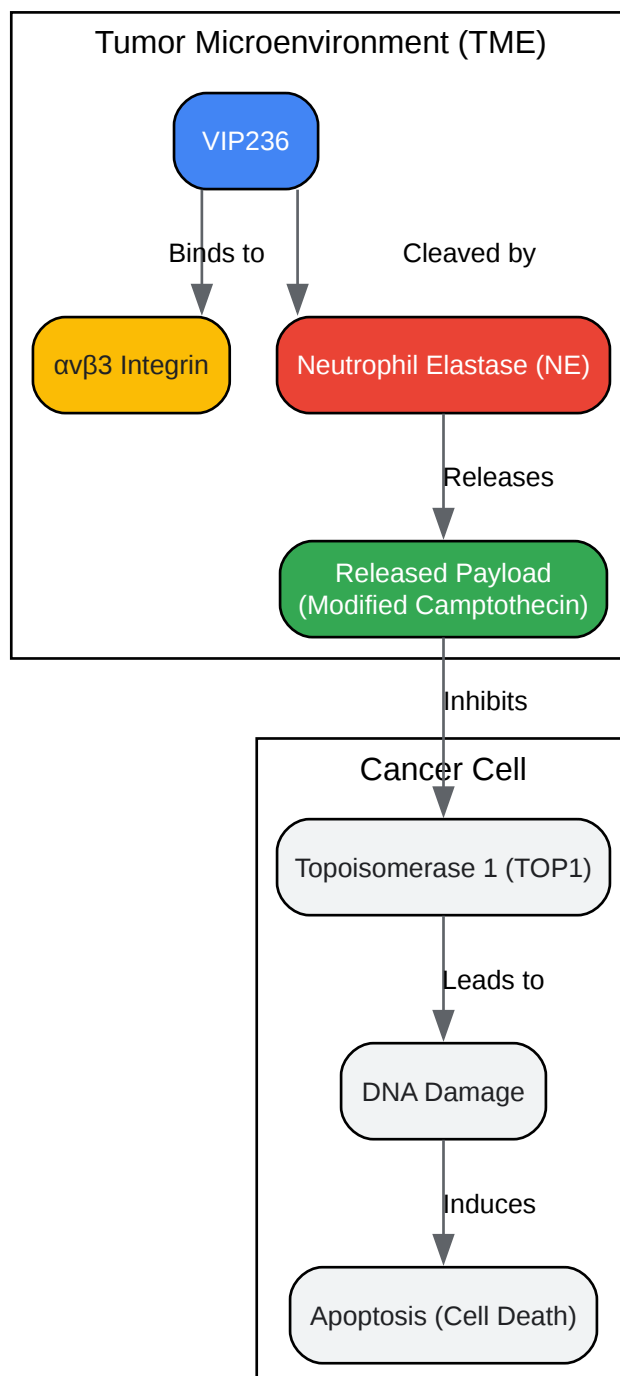 Tumor Microenvironment (TME)
VIP236
Binds to
Cleaved by
αvβ3 Integrin
Neutrophil Elastase (NE)
Releases
Released Payload
(Modified Camptothecin)
Inhibits
Cancer Cell
Topoisomerase 1 (TOP1)
Leads to
DNA Damage
Induces
Apoptosis (Cell Death)